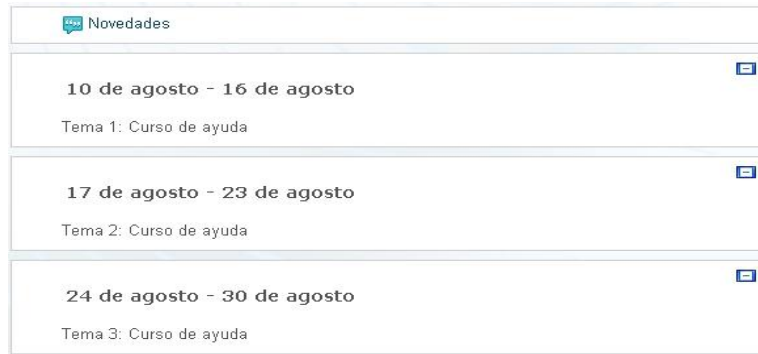 Novedades
10 de agosto - 16 de agosto
Tema 1: Curso de ayuda
17 de agosto - 23 de agosto
Tema 2: Curso de ayuda
24 de agosto - 30 de agosto
Tema 3: Curso de ayuda